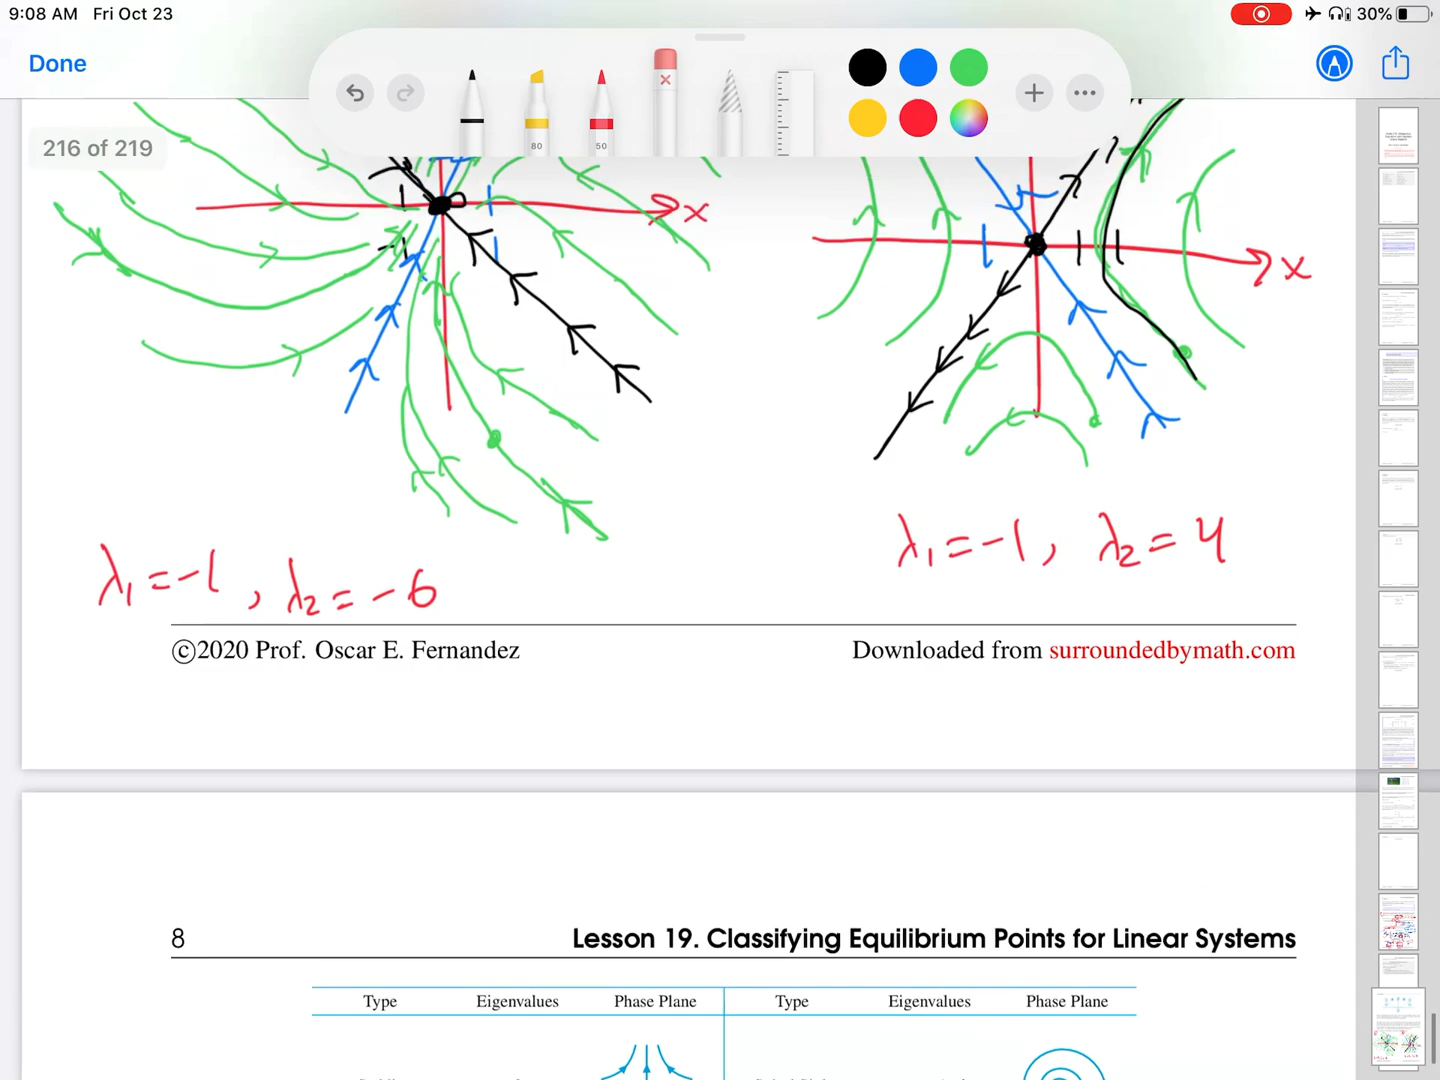 9:08 AM Fri Oct 23
30%
Done
80
50
216 of 219
x
x
λ₁ = -1, λ₂ = -6
λ₁ = -1, λ₂ = 4
©2020 Prof. Oscar E. Fernandez
Downloaded from surroundedbymath.com
8
Lesson 19. Classifying Equilibrium Points for Linear Systems
Type Eigenvalues Phase Plane Type Eigenvalues Phase Plane